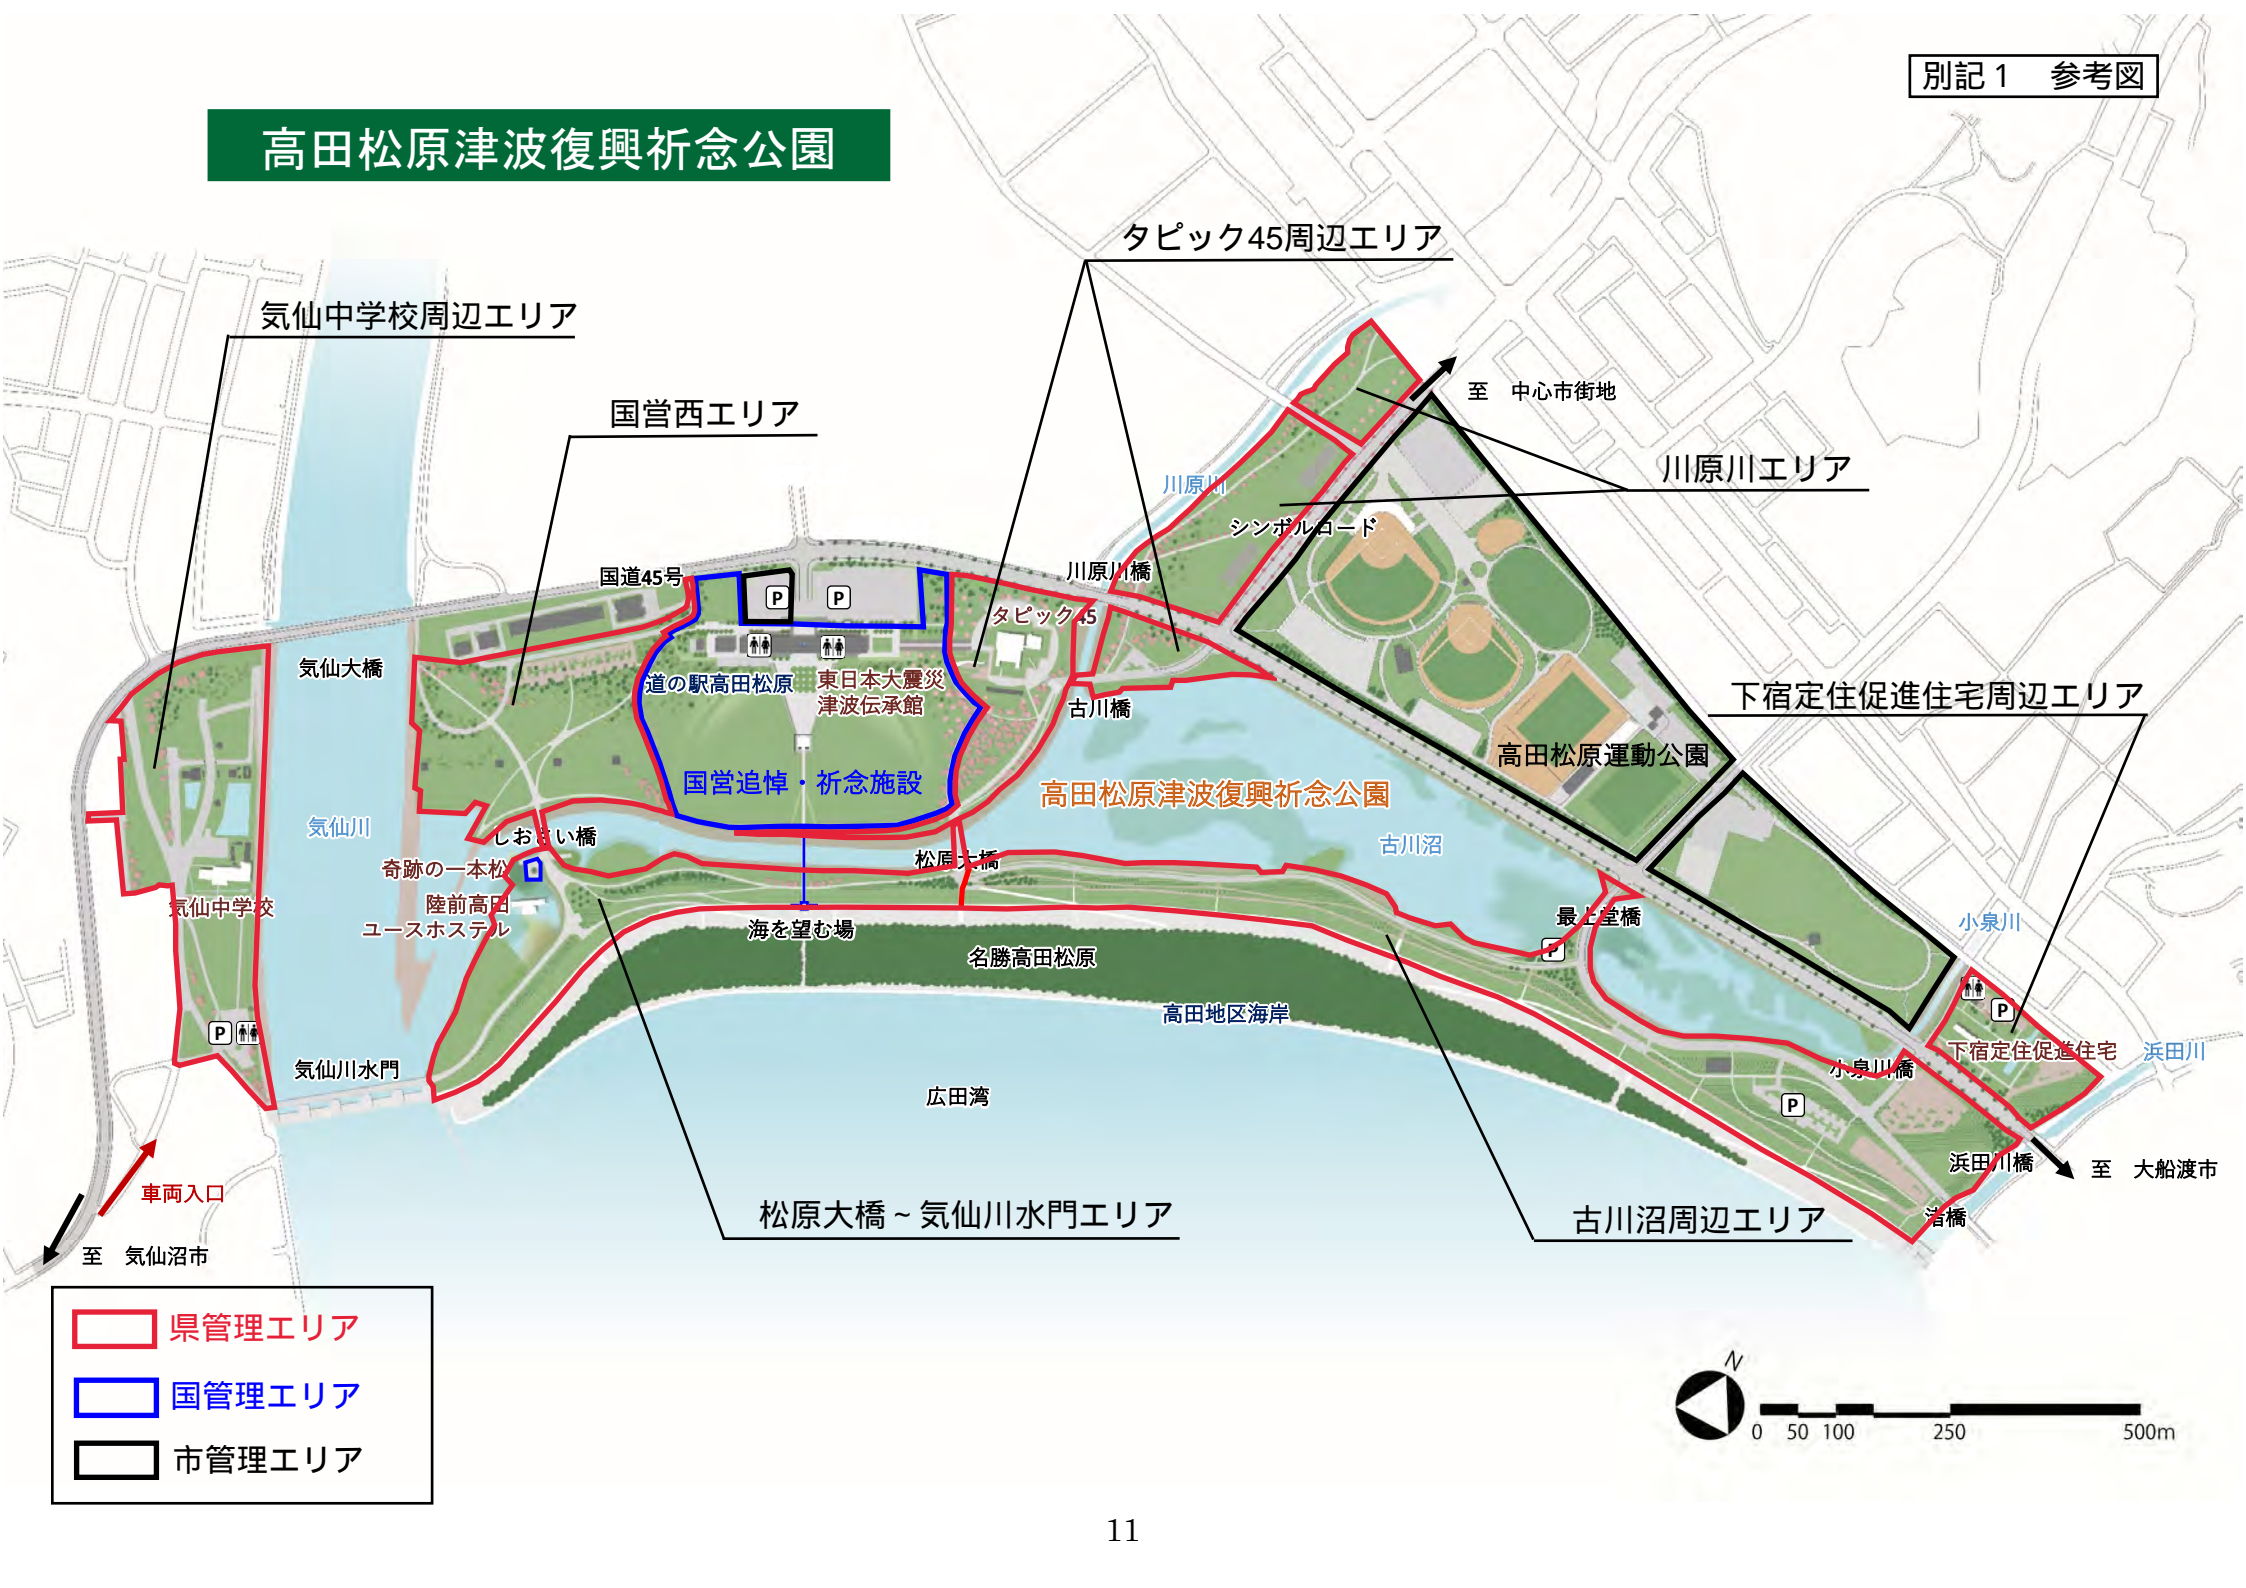 別記1　参考図
高田松原津波復興祈念公園
タピック45周辺エリア
気仙中学校周辺エリア
国営西エリア
至　中心市街地
川原川エリア
川原川
シンボルロード
国道45号
川原川橋
P
P
タピック45
気仙大橋
道の駅高田松原
東日本大震災
津波伝承館
古川橋
下宿定住促進住宅周辺エリア
高田松原運動公園
国営追悼・祈念施設
高田松原津波復興祈念公園
気仙川
しおさい橋
古川沼
奇跡の一本松
松原大橋
陸前高田
ユースホステル
気仙中学校
海を望む場
最上堂橋
P
小泉川
名勝高田松原
高田地区海岸
P
P
下宿定住促進住宅
浜田川
気仙川水門
小泉川橋
広田湾
P
浜田川橋
至　大船渡市
車両入口
松原大橋~気仙川水門エリア
古川沼周辺エリア
渚橋
至　気仙沼市
県管理エリア
国管理エリア
市管理エリア
N
0 50 100 250 500m
11